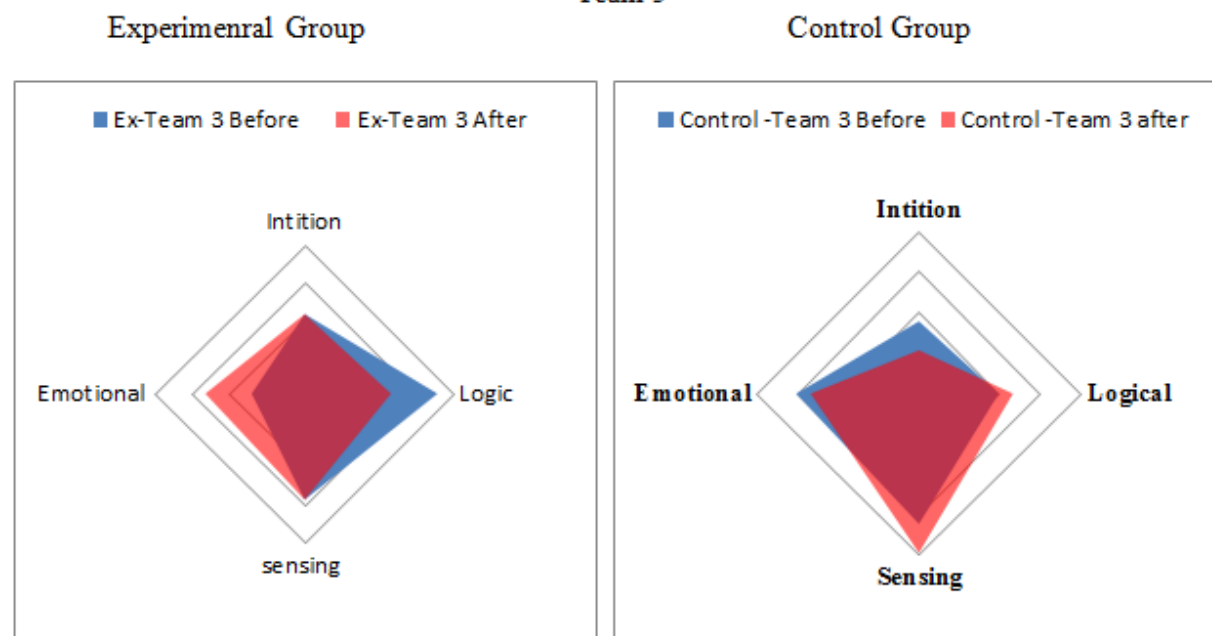 Experimenral Group
Control Group
Ex-Team 3 Before
Ex-Team 3 After
Intition
Emotional
Logic
sensing
Control -Team 3 Before
Control -Team 3 after
Intition
Emotional
Logical
Sensing